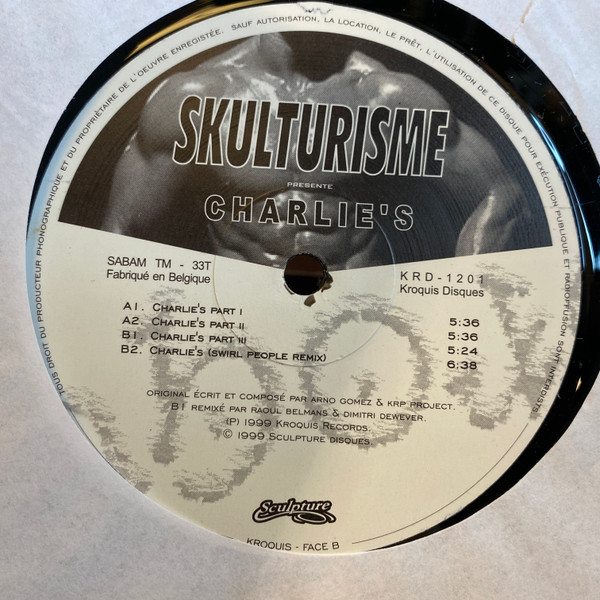 TOUS DROIT DU PRODUCTEUR PHONOGRAPHIQUE ET DU PROPRIÉTAIRE DE L'OEUVRE ENREGISTÉE. SAUF AUTORISATION, LA LOCATION, LE PRÊT, L'UTILISATION DE CE DISQUE POUR EXÉCUTION PUBLIQUE ET RADIOFFUSION SONT INTERDISTS
SKULTURISME
PRESENTE
CHARLIE'S
SABAM TM - 33T
Fabriqué en Belgique
KRD-1201
Kroquis Disques
A1. CHARLIE'S PART I 5:36
A2. CHARLIE'S PART II 5:36
B1. CHARLIE'S PART III 5:24
B2. CHARLIE'S (SWIRL PEOPLE REMIX) 6:38
ORIGINAL ÉCRIT ET COMPOSÉ PAR ARNO GOMEZ & KRP PROJECT.
B1 REMIXÉ PAR RAOUL BELMANS & DIMITRI DEWEVER.
(P) 1999 KROQUIS RECORDS.
© 1999 SCULPTURE DISQUES
Sculpture
KROQUIS - FACE B